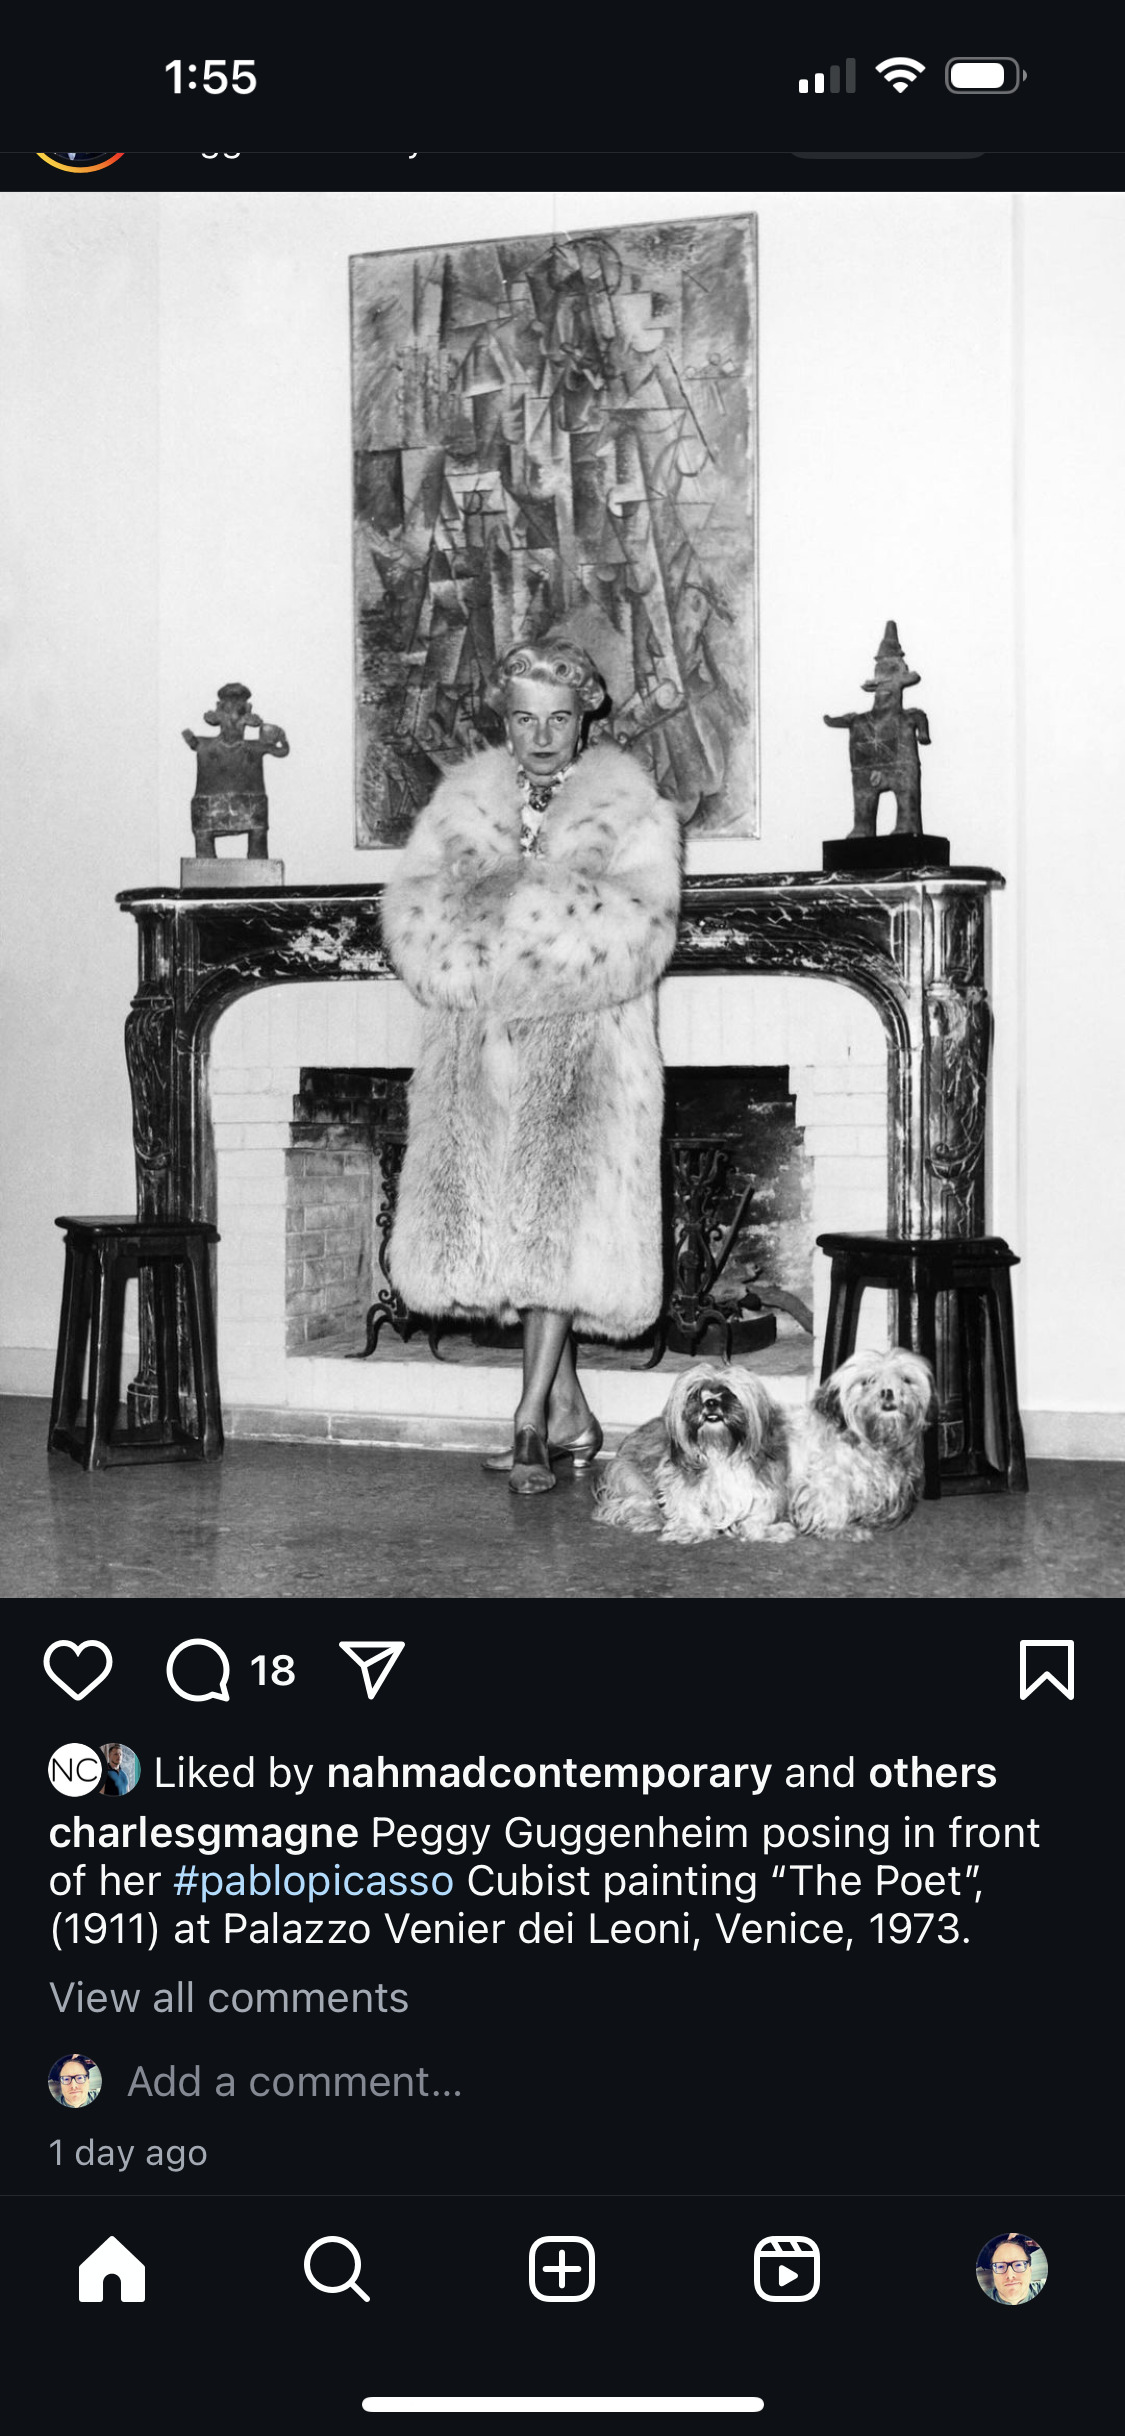 1:55
18
NC Liked by nahmadcontemporary and others
charlesgmagne Peggy Guggenheim posing in front
of her #pablopicasso Cubist painting “The Poet”,
(1911) at Palazzo Venier dei Leoni, Venice, 1973.
View all comments
Add a comment...
1 day ago